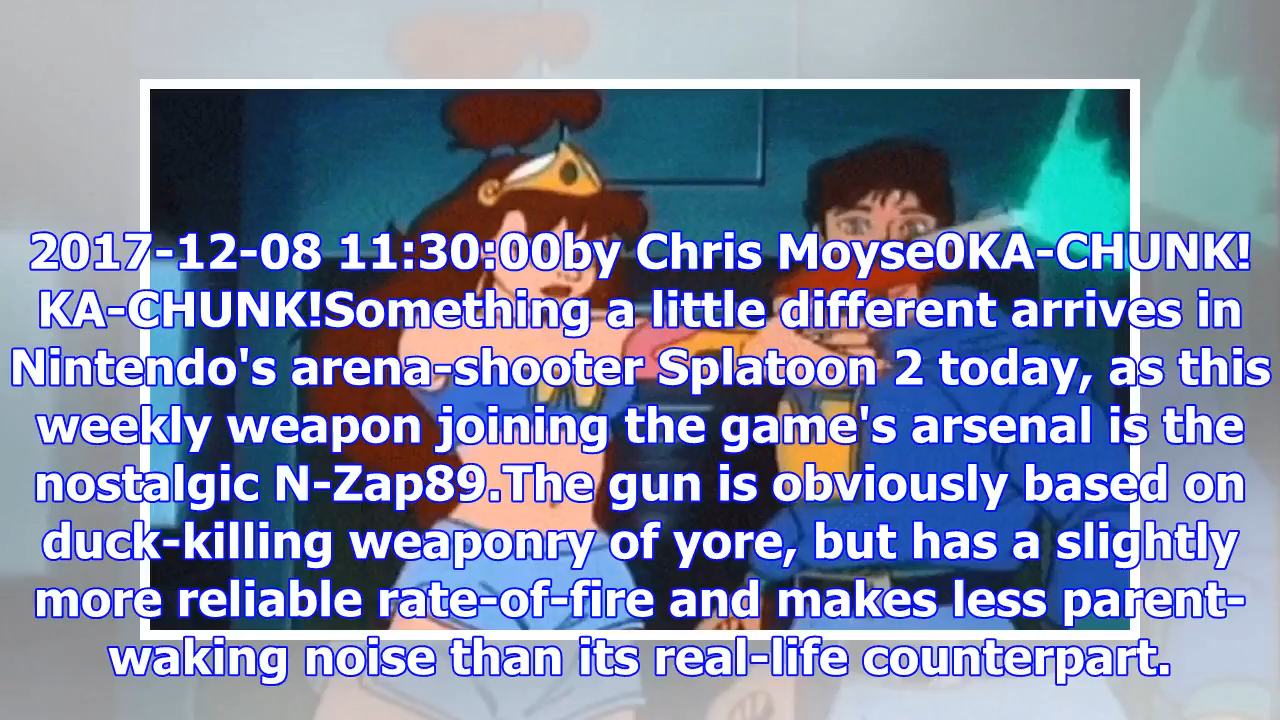 2017-12-08 11:30:00by Chris Moyse0KA-CHUNK!
KA-CHUNK!Something a little different arrives in
Nintendo's arena-shooter Splatoon 2 today, as this
weekly weapon joining the game's arsenal is the
nostalgic N-Zap89.The gun is obviously based on
duck-killing weaponry of yore, but has a slightly
more reliable rate-of-fire and makes less parent-
waking noise than its real-life counterpart.